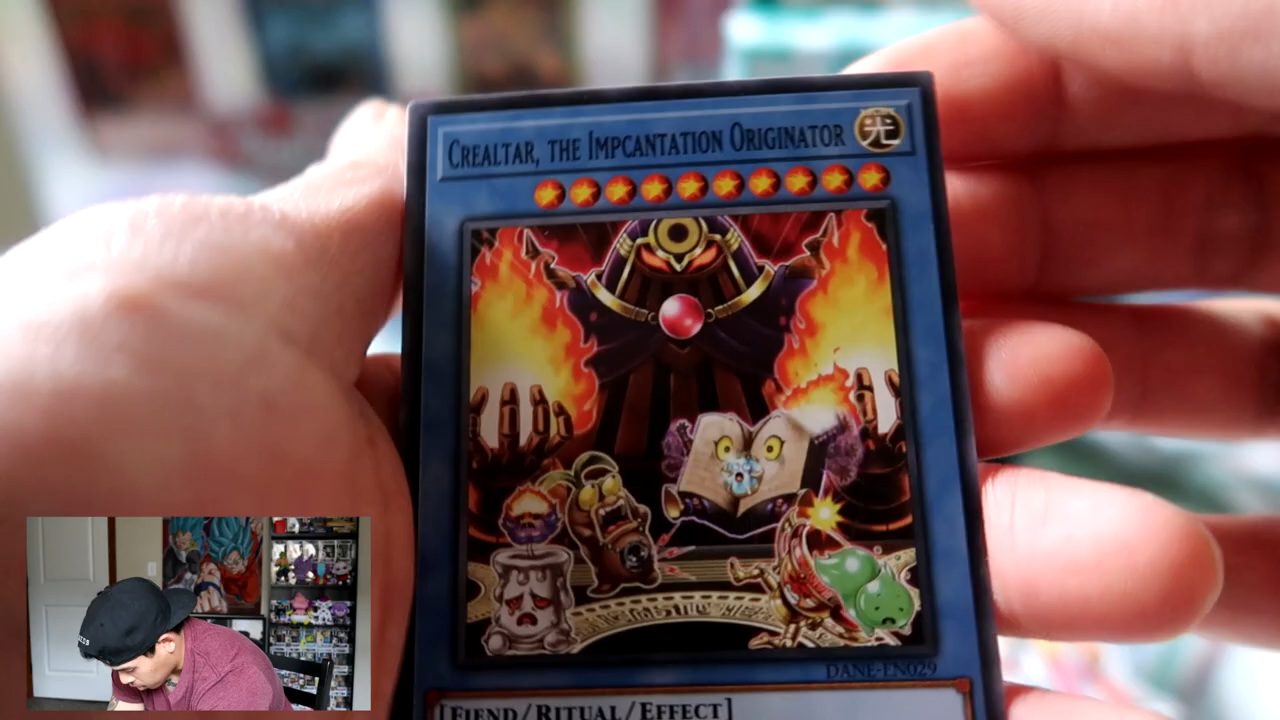 CREALTAR, THE IMPCANTATION ORIGINATOR
光
DANE-EN029
[FIEND/RITUAL/EFFECT]